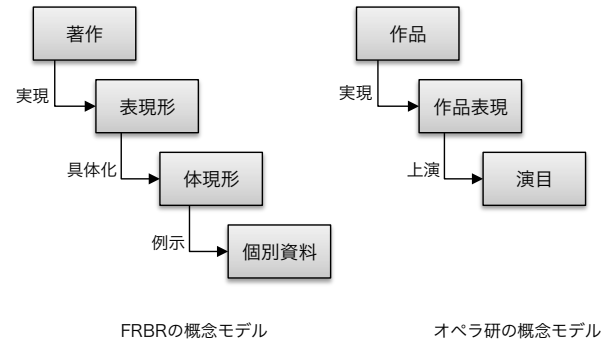 著作
実現
表現形
具体化
体現形
例示
個別資料
FRBRの概念モデル
作品
実現
作品表現
上演
演目
オペラ研の概念モデル